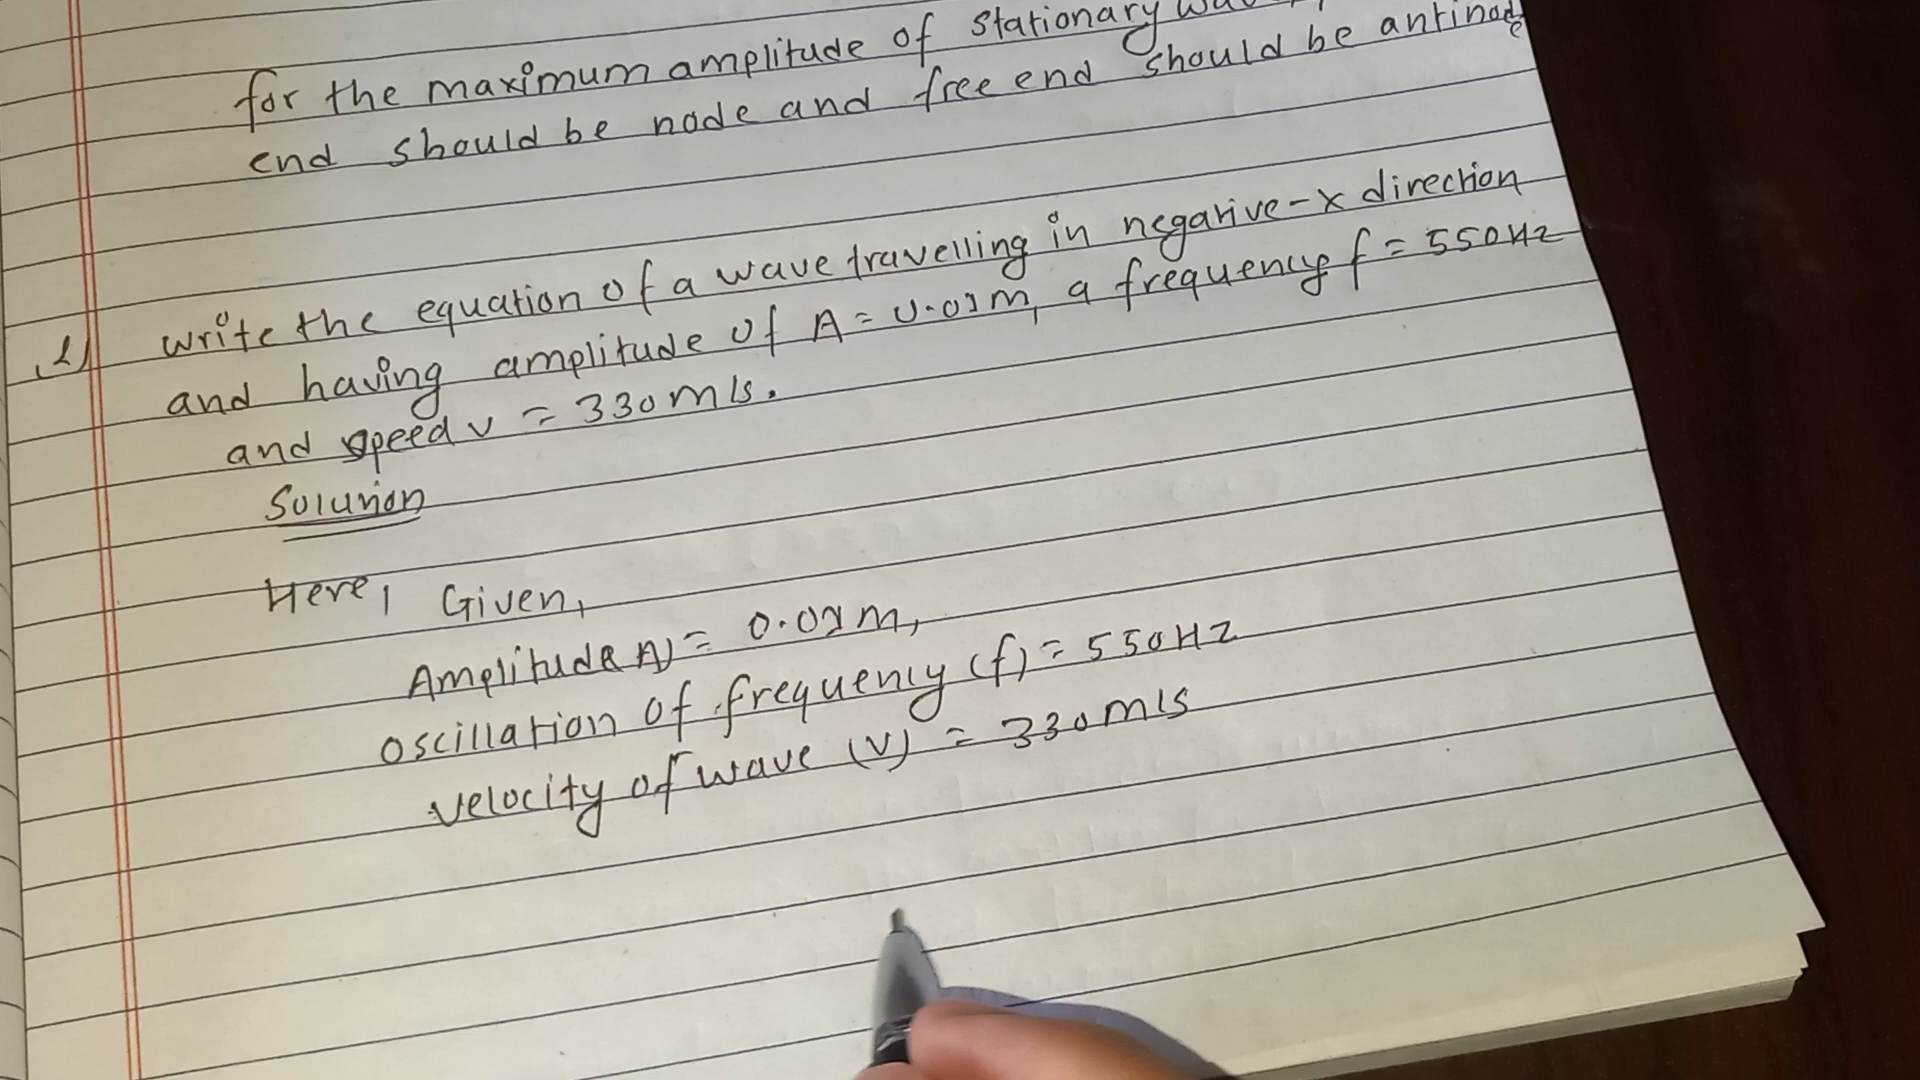 for the maximum amplitude of stationary
end should be node and free end should be antinode
1) write the equation of a wave travelling in negative-x direction
and having amplitude of A = 0.01m, a frequency f = 550Hz
and speed v = 330m/s.
Solution
Here, Given,
Amplitude A) = 0.01m,
oscillation of frequency (f) = 550Hz
velocity of wave (v) = 330m/s